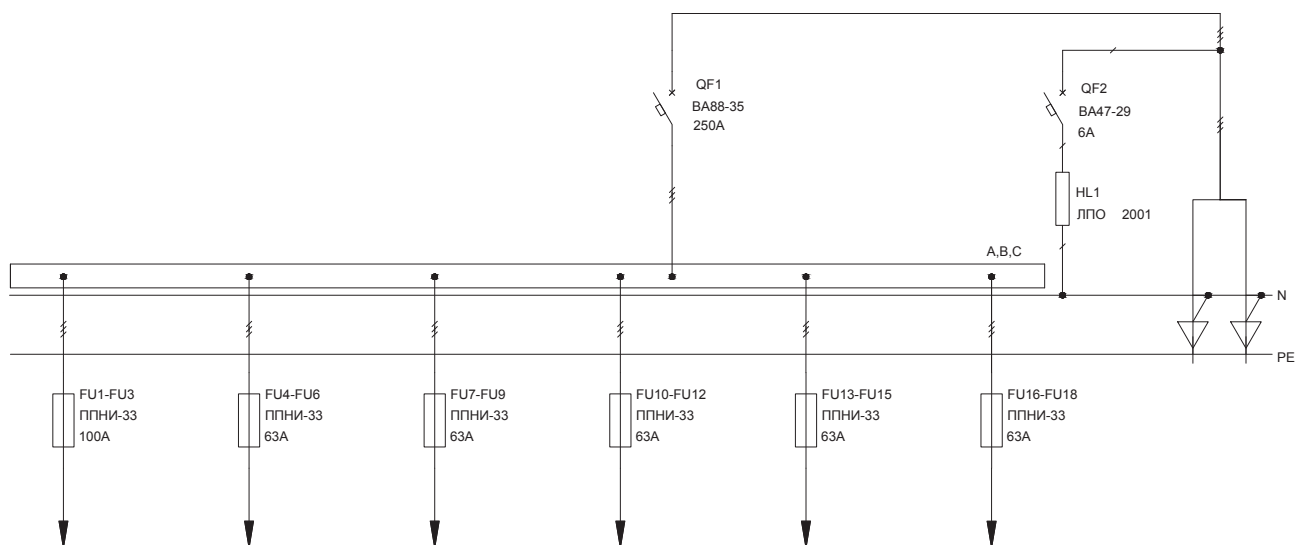 QF1
ВА88-35
250А
QF2
ВА47-29
6А
HL1
ЛПО 2001
A,B,C
N
PE
FU1-FU3
ППНИ-33
100А
FU4-FU6
ППНИ-33
63А
FU7-FU9
ППНИ-33
63А
FU10-FU12
ППНИ-33
63А
FU13-FU15
ППНИ-33
63А
FU16-FU18
ППНИ-33
63А